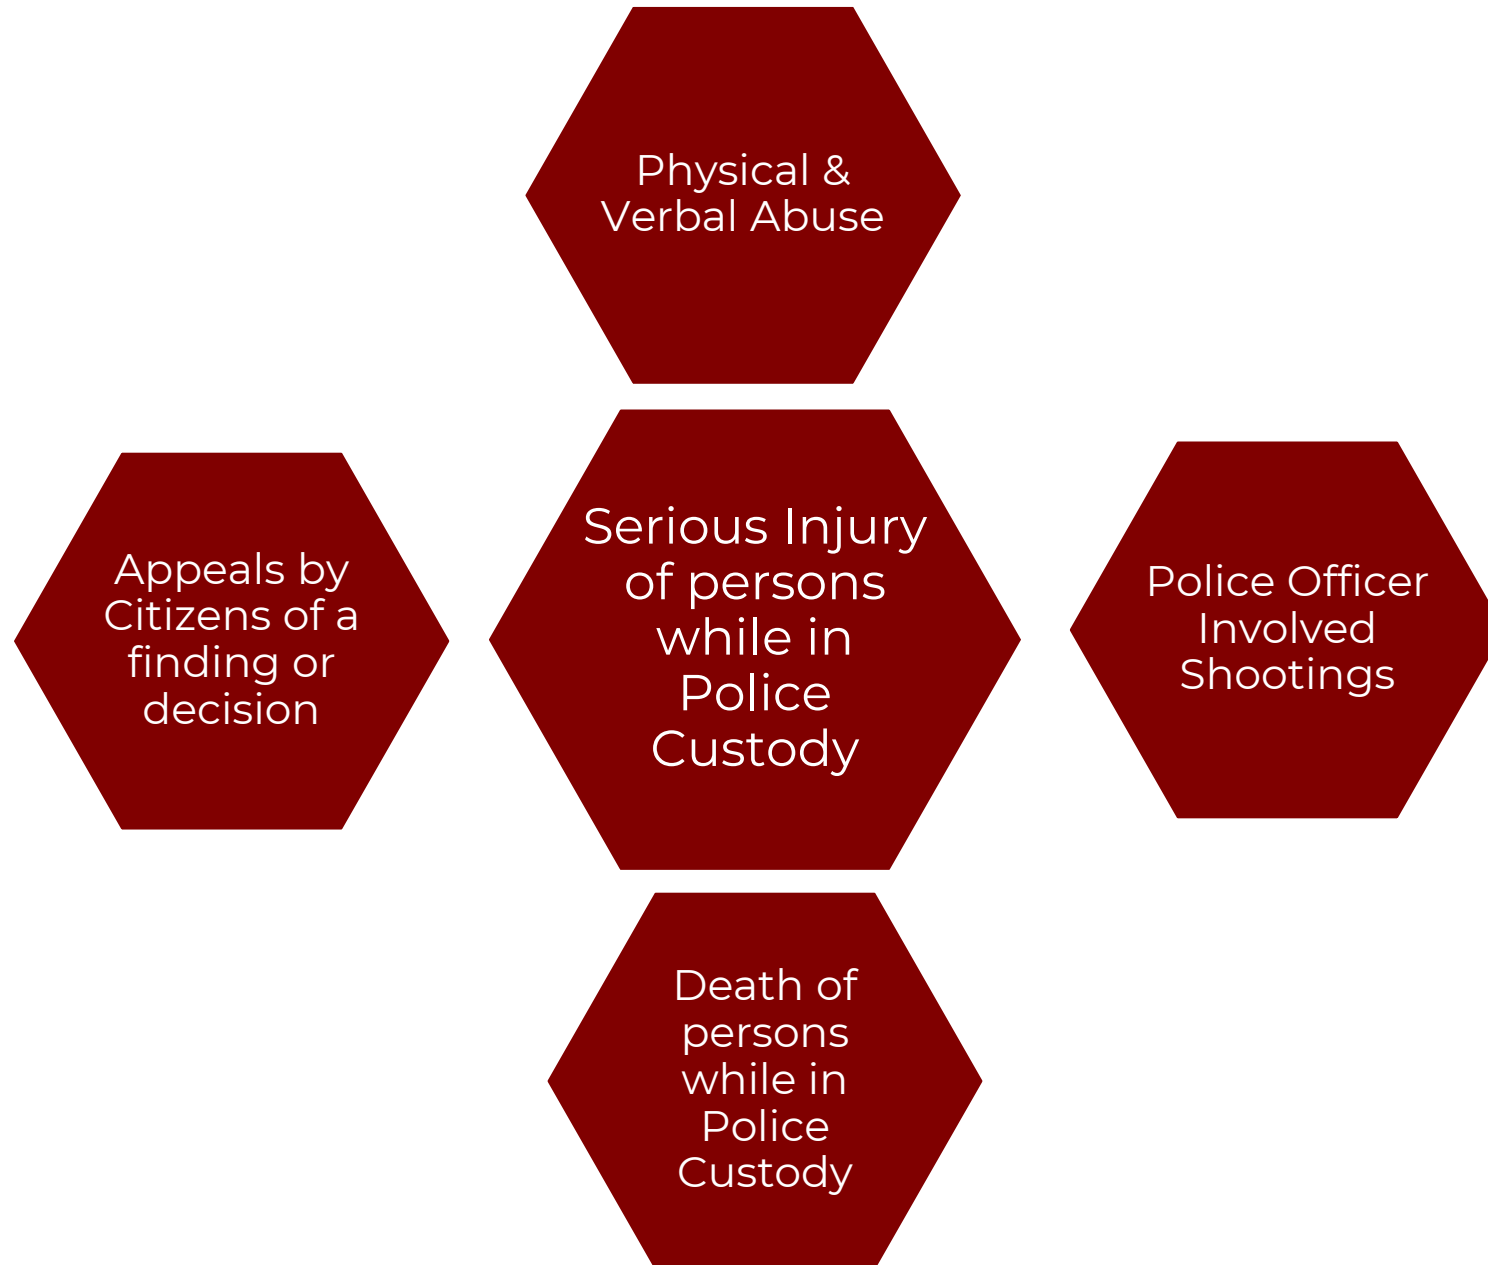 Physical &
Verbal Abuse
Appeals by
Citizens of a
finding or
decision
Serious Injury
of persons
while in
Police
Custody
Police Officer
Involved
Shootings
Death of
persons
while in
Police
Custody